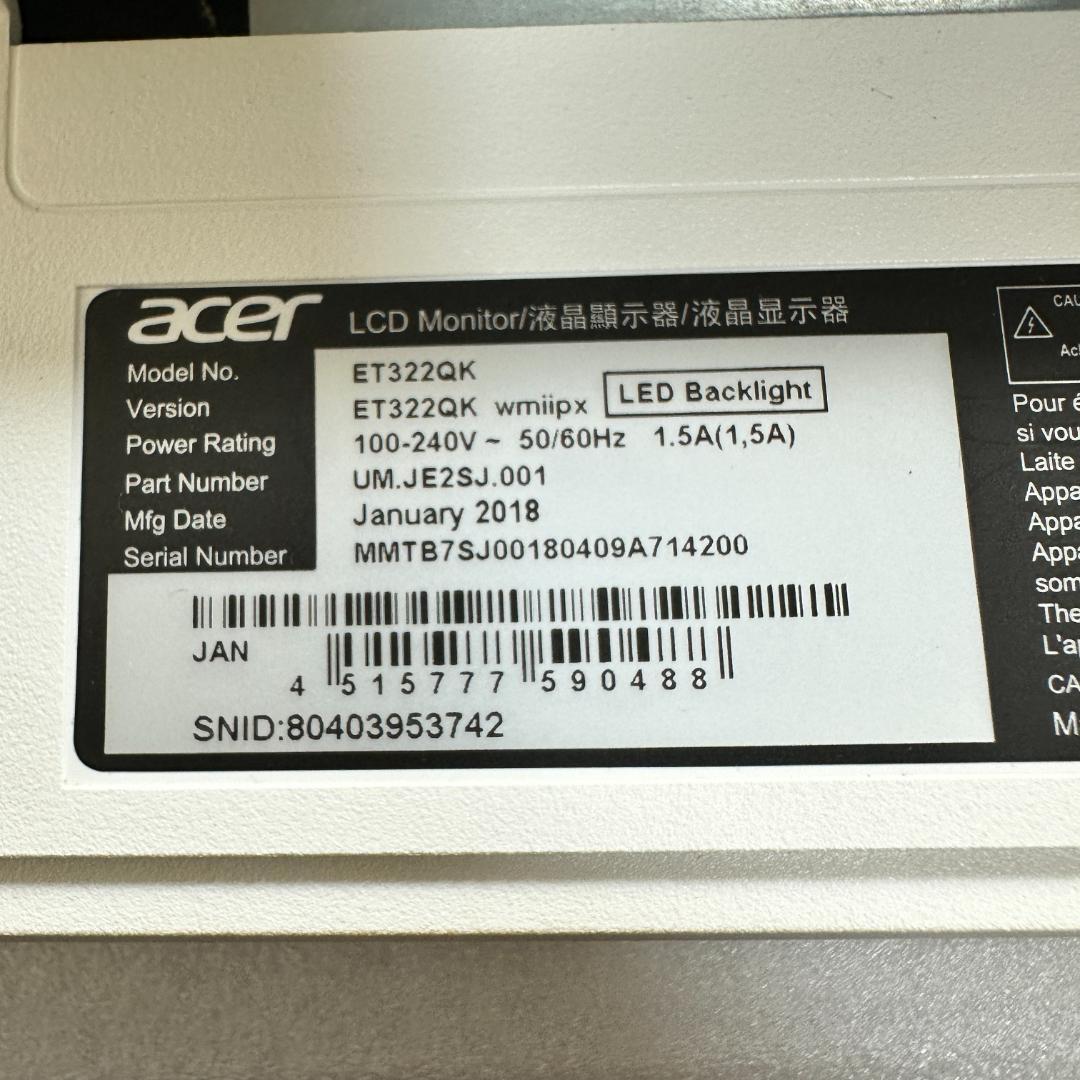 acer LCD Monitor/液晶顯示器/液晶显示器
Model No. ET322QK
Version ET322QK wmiipx LED Backlight
Power Rating 100-240V ~ 50/60Hz 1.5A(1,5A)
Part Number UM.JE2SJ.001
Mfg Date January 2018
Serial Number MMTB7SJ00180409A714200
JAN
4 515777 590488
SNID:80403953742
Pour
si
Laite
The